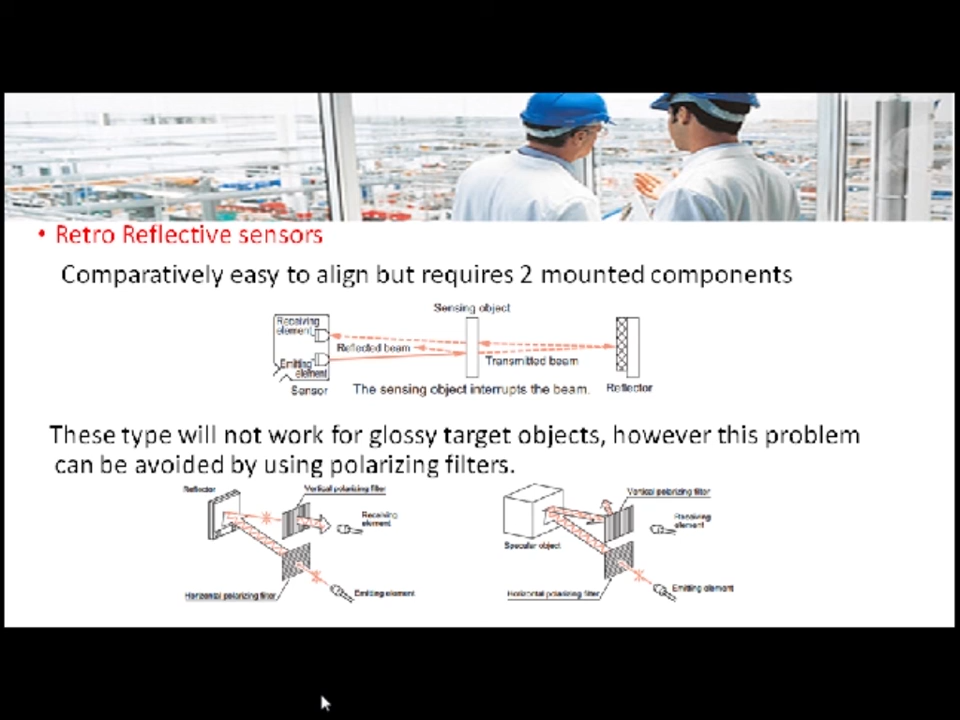 • Retro Reflective sensors
Comparatively easy to align but requires 2 mounted components
Sensing object
Receiving
element
Reflected beam
Emitting
element
Transmitted beam
Sensor
The sensing object interrupts the beam.
Reflector
These type will not work for glossy target objects, however this problem
can be avoided by using polarizing filters.
Reflector
Vertical polarizing filter
Receiving
element
Horizontal polarizing filter
Emitting element
Vertical polarizing filter
Receiving
element
Specular object
Horizontal polarizing filter
Emitting element